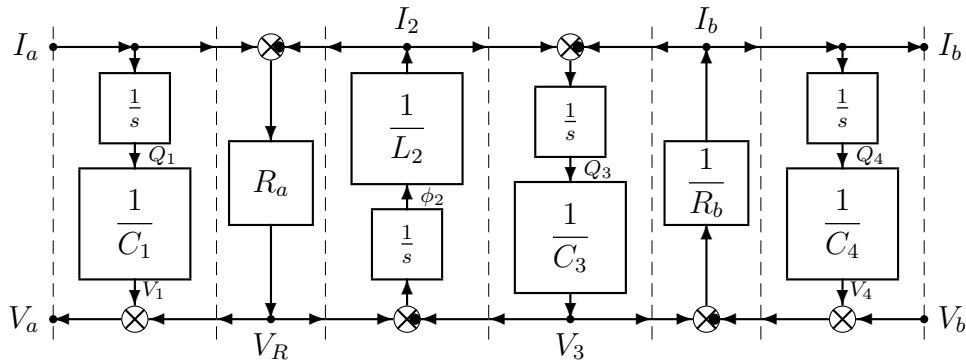 I_a I_2 I_b I_b
1/s 1/L_2 1/s 1/s
Q_1 Q_3 Q_4
1/C_1 R_a ϕ_2 1/C_3 1/R_b 1/C_4
1/s
V_1 V_4
V_a V_R V_3 V_b